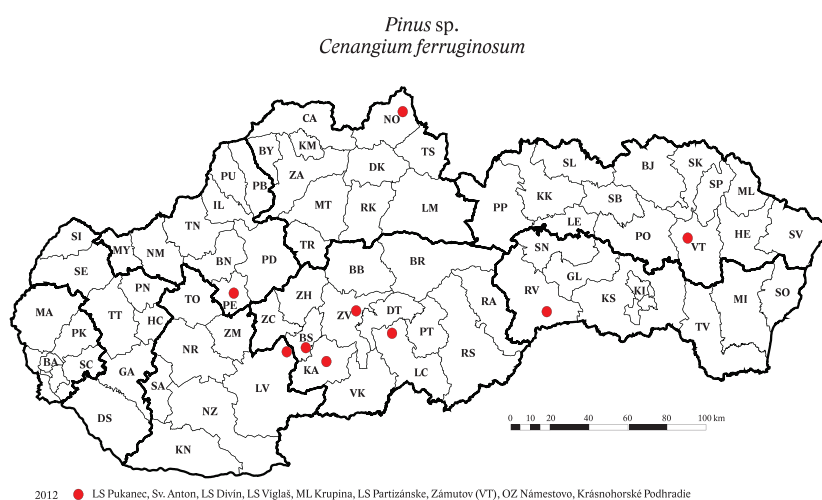 Pinus sp.
Cenangium ferruginosum
CA
NO
BY
KM
TS
PU
PB
ZA
DK
SL
BJ
SK
SP
ML
IL
MT
RK
LM
PP
KK
SB
LE
TN
SI
MY
NM
TR
PO
VT
HE
SV
SE
BN
PD
BB
BR
SN
GL
PN
TO
PE
ZH
RV
KS
KI
MI
SO
MA
TT
HC
ZC
ZV
DT
RA
PK
ZM
BS
PT
TV
BA
SC
GA
NR
KA
LC
RS
SA
LV
VK
DS
NZ
KN
0 10 20 40 60 80 100 km
2012 LS Pukanec, Sv. Anton, LS Divín, LS Vígľaš, ML Krupina, LS Partizánske, Zámutov (VT), OZ Námestovo, Krásnohorské Podhradie